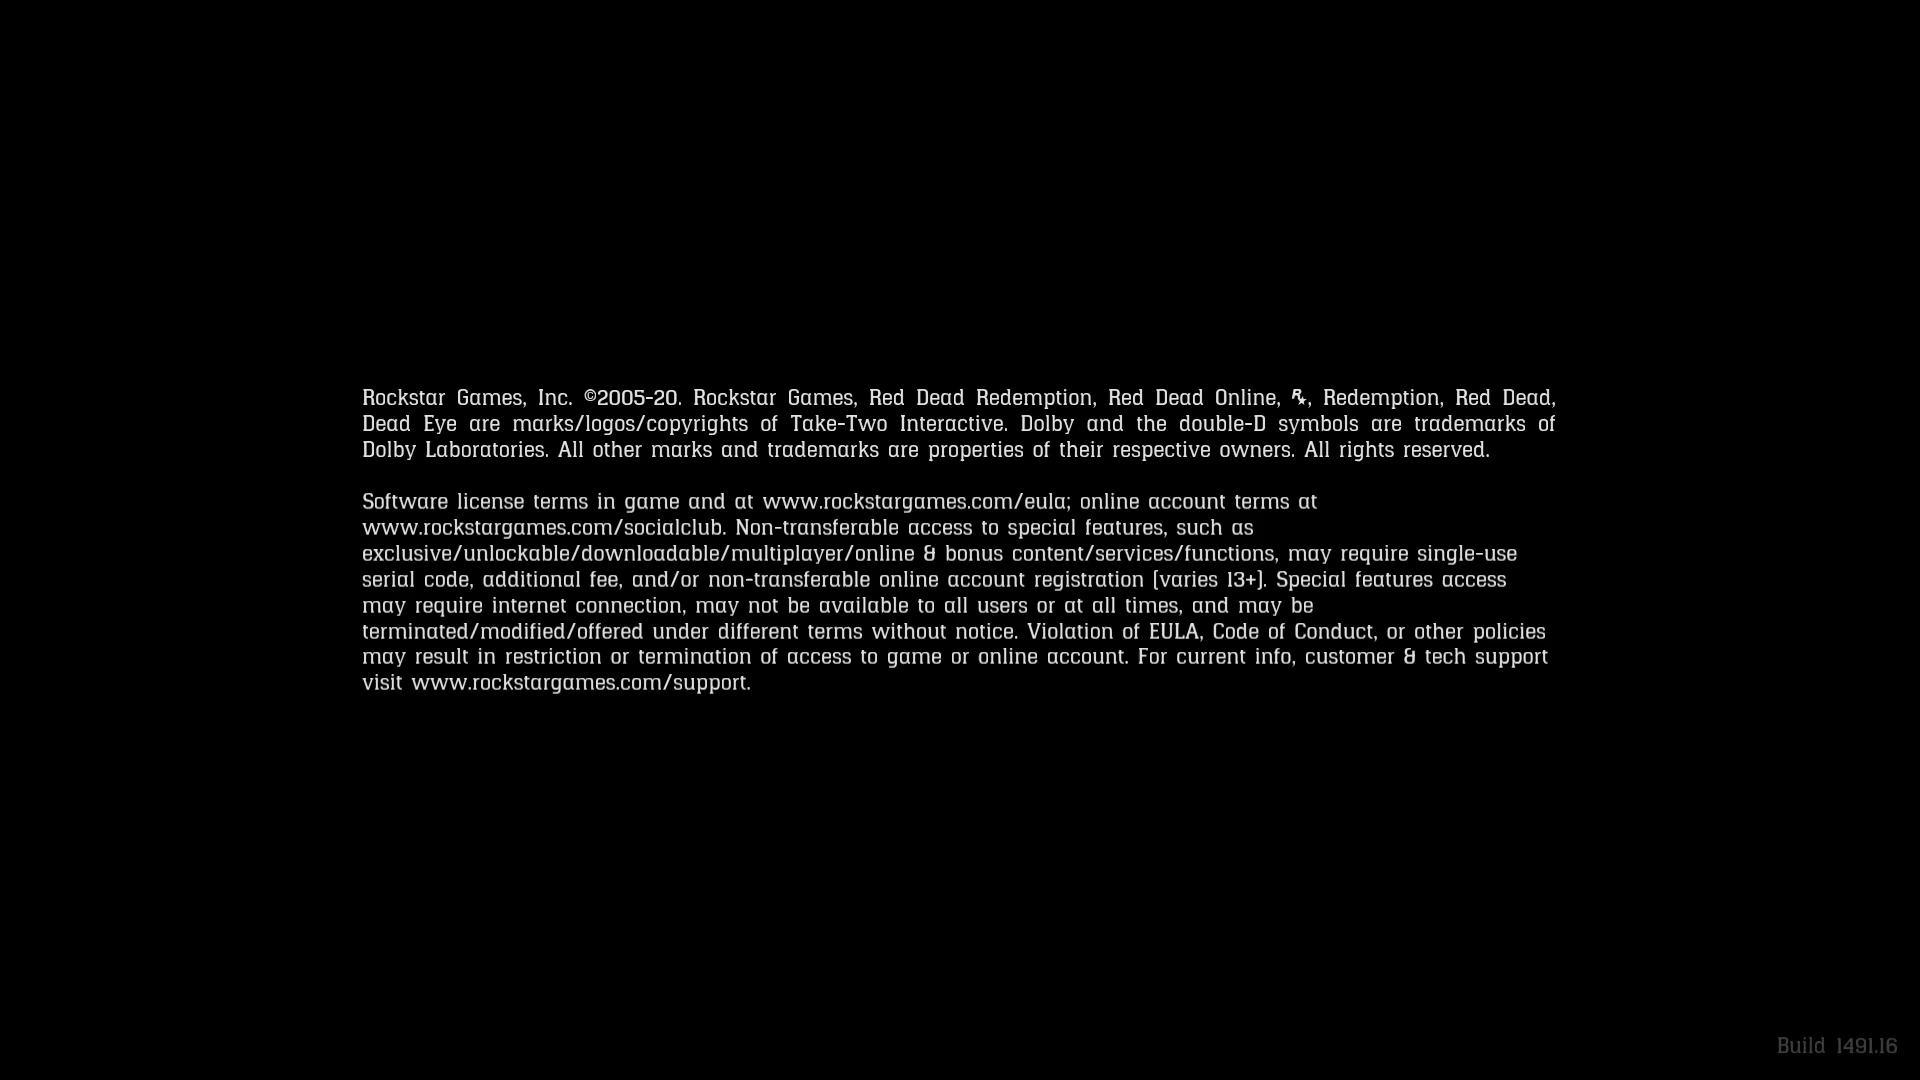 Rockstar Games, Inc. ©2005-20. Rockstar Games, Red Dead Redemption, Red Dead Online, R★, Redemption, Red Dead,
Dead Eye are marks/logos/copyrights of Take-Two Interactive. Dolby and the double-D symbols are trademarks of
Dolby Laboratories. All other marks and trademarks are properties of their respective owners. All rights reserved.
Software license terms in game and at www.rockstargames.com/eula; online account terms at
www.rockstargames.com/socialclub. Non-transferable access to special features, such as
exclusive/unlockable/downloadable/multiplayer/online & bonus content/services/functions, may require single-use
serial code, additional fee, and/or non-transferable online account registration (varies 13+). Special features access
may require internet connection, may not be available to all users or at all times, and may be
terminated/modified/offered under different terms without notice. Violation of EULA, Code of Conduct, or other policies
may result in restriction or termination of access to game or online account. For current info, customer & tech support
visit www.rockstargames.com/support.
Build 1491.16